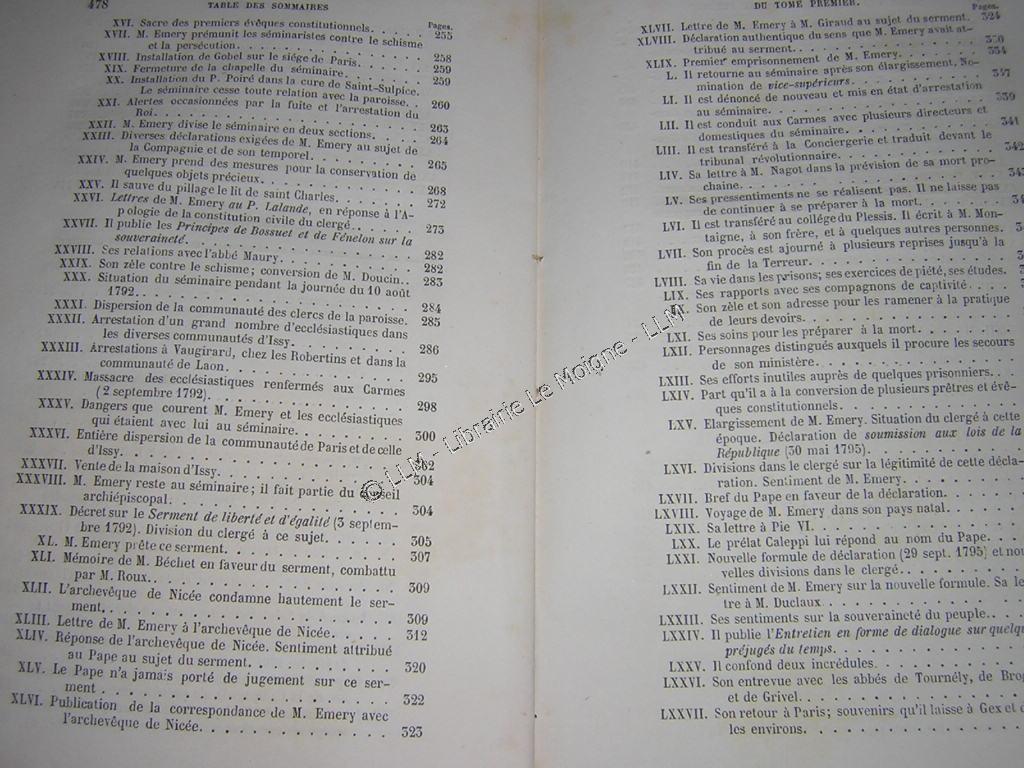 478 TABLE DES SOMMAIRES
Pages.
XVI. Sacre des premiers évêques constitutionnels. . . . . 255
XVII. M. Emery prémunit les séminaristes contre le schisme
et la persécution. . . . . 258
XVIII. Installation de Gobel sur le siége de Paris. . . . . 259
XIX. Fermeture de la chapelle du séminaire. . . . . 259
XX. Installation du P. Poiré dans la cure de Saint-Sulpice.
Le séminaire cesse toute relation avec la paroisse. . 260
XXI. Alertes occasionnées par la fuite et l'arrestation du
Roi. . . . . 263
XXII. M. Emery divise le séminaire en deux sections. . . . . 264
XXIII. Diverses déclarations exigées de M. Emery au sujet de
la Compagnie et de son temporel. . . . . 265
XXIV. M. Emery prend des mesures pour la conservation de
quelques objets précieux. . . . . 268
XXV. Il sauve du pillage le lit de saint Charles. . . . . 272
XXVI. Lettres de M. Emery au P. Lalande, en réponse à l'A-
pologie de la constitution civile du clergé. . . . . 273
XXVII. Il publie les Principes de Bossuet et de Fénelon sur la
souveraineté. . . . . 282
XXVIII. Ses relations avec l'abbé Maury. . . . . 282
XXIX. Son zèle contre le schisme; conversion de M. Doucin. . 283
XXX. Situation du séminaire pendant la journée du 10 août
1792. . . . . 284
XXXI. Dispersion de la communauté des clercs de la paroisse. 285
XXXII. Arrestation d'un grand nombre d'ecclésiastiques dans
les diverses communautés d'Issy. . . . . 286
XXXIII. Arrestations à Vaugirard, chez les Robertins et dans la
communauté de Laon. . . . . 295
XXXIV. Massacre des ecclésiastiques renfermés aux Carmes
(2 septembre 1792). . . . . 298
XXXV. Dangers que courent M. Emery et les ecclésiastiques
qui étaient avec lui au séminaire. . . . . 300
XXXVI. Entière dispersion de la communauté de Paris et de celle
d'Issy. . . . .
XXXVII. Vente de la maison d'Issy. . . . . 304
XXXVIII. M. Emery reste au séminaire; il fait partie du conseil
archiépiscopal. . . . . 304
XXXIX. Décret sur le Serment de liberté et d'égalité (3 septem-
bre 1792). Division du clergé à ce sujet. . . . . 305
XL. M. Emery prête ce serment. . . . . 307
XLI. Mémoire de M. Béchet en faveur du serment, combattu
par M. Roux. . . . . 309
XLII. L'archevêque de Nicée condamne hautement le ser-
ment. . . . . 309
XLIII. Lettre de M. Emery à l'archevêque de Nicée. . . . . 312
XLIV. Réponse de l'archevêque de Nicée. Sentiment attribué
au Pape au sujet du serment. . . . . 320
XLV. Le Pape n'a jamais porté de jugement sur ce ser-
ment . . . . . 322
XLVI. Publication de la correspondance de M. Emery avec
l'archevêque de Nicée. . . . . 323
DU TOME PREMIER.
Pages.
XLVII. Lettre de M. Emery à M. Giraud au sujet du serment. 324
XLVIII. Déclaration authentique du sens que M. Emery avait at-
tribué au serment. . . . . 330
XLIX. Premier emprisonnement de M. Emery. . . . . 334
L. Il retourne au séminaire après son élargissement. No-
mination de vice-supérieurs. . . . . 337
LI. Il est dénoncé de nouveau et mis en état d'arrestation
au séminaire. . . . . 339
LII. Il est conduit aux Carmes avec plusieurs directeurs et
domestiques du séminaire. . . . . 341
LIII. Il est transféré à la Conciergerie et traduit devant le
tribunal révolutionnaire. . . . . 342
LIV. Sa lettre à M. Nagot dans la prévision de sa mort pro-
chaine. . . . .
LV. Ses pressentiments ne se réalisent pas. Il ne laisse pas
de continuer à se préparer à la mort. . . . .
LVI. Il est transféré au collége du Plessis. Il écrit à M. Mon-
taigne, à son frère, et à quelques autres personnes.
LVII. Son procès est ajourné à plusieurs reprises jusqu'à la
fin de la Terreur. . . . .
LVIII. Sa vie dans les prisons; ses exercices de piété, ses études.
LIX. Ses rapports avec ses compagnons de captivité. . . . .
LX. Son zèle et son adresse pour les ramener à la pratique
de leurs devoirs. . . . .
LXI. Ses soins pour les préparer à la mort. . . . .
LXII. Personnages distingués auxquels il procure les secours
de son ministère. . . . .
LXIII. Ses efforts inutiles auprès de quelques prisonniers. . . . .
LXIV. Part qu'il a à la conversion de plusieurs prêtres et évê-
ques constitutionnels. . . . .
LXV. Elargissement de M. Emery. Situation du clergé à cette
époque. Déclaration de soumission aux lois de la
République (30 mai 1795). . . . .
LXVI. Divisions dans le clergé sur la légitimité de cette décla-
ration. Sentiment de M. Emery. . . . .
LXVII. Bref du Pape en faveur de la déclaration. . . . .
LXVIII. Voyage de M. Emery dans son pays natal. . . . .
LXIX. Sa lettre à Pie VI. . . . .
LXX. Le prélat Caleppi lui répond au nom du Pape. . . . .
LXXI. Nouvelle formule de déclaration (29 sept. 1795) et nou-
velles divisions dans le clergé. . . . .
LXXII. Sentiment de M. Emery sur la nouvelle formule. Sa let
tre à M. Duclaux . . . . .
LXXIII. Ses sentiments sur la souveraineté du peuple. . . . .
LXXIV. Il publie l'Entretien en forme de dialogue sur quelqu
préjugés du temps. . . . .
LXXV. Il confond deux incrédules. . . . .
LXXVI. Son entrevue avec les abbés de Tournély, de Brog
et de Grivel. . . . .
LXXVII. Son retour à Paris; souvenirs qu'il laisse à Gex et d
les environs. . . . .
© LLM - Librairie Le Moigne - LLM